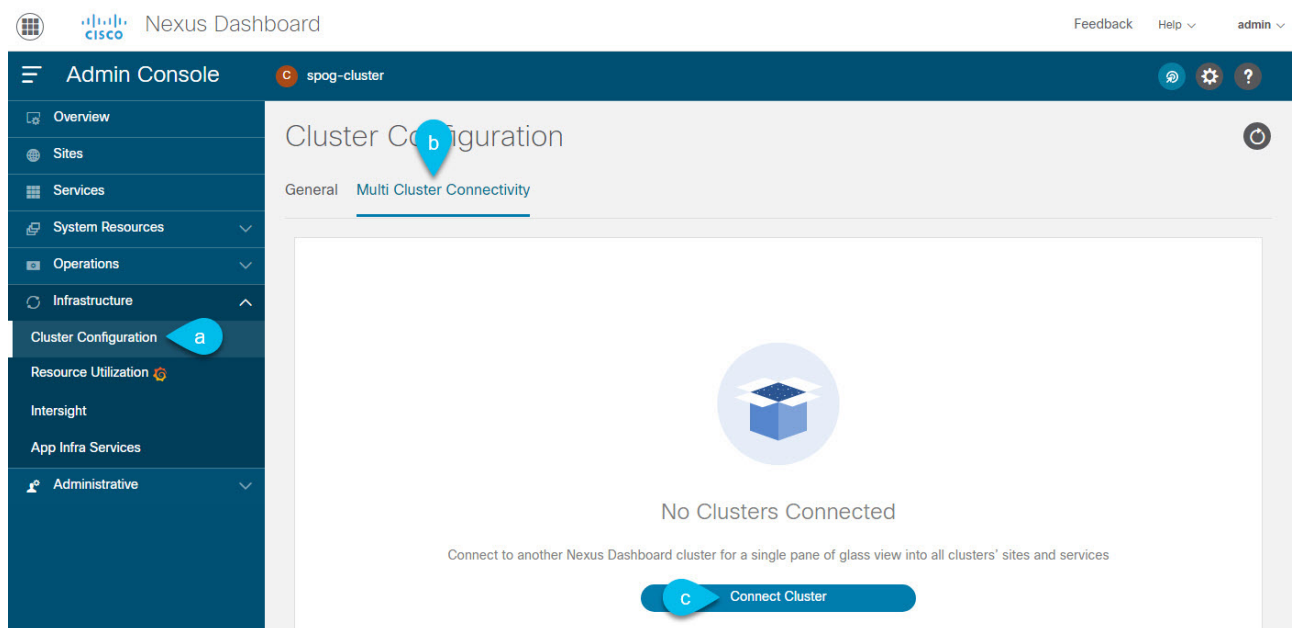 CISCO Nexus Dashboard Feedback Help admin
Admin Console C spog-cluster ?
Overview
Sites
Services
System Resources
Operations
Infrastructure
Cluster Configuration a
Resource Utilization
Intersight
App Infra Services
Administrative
Cluster Configuration
b
General Multi Cluster Connectivity
No Clusters Connected
Connect to another Nexus Dashboard cluster for a single pane of glass view into all clusters' sites and services
c Connect Cluster